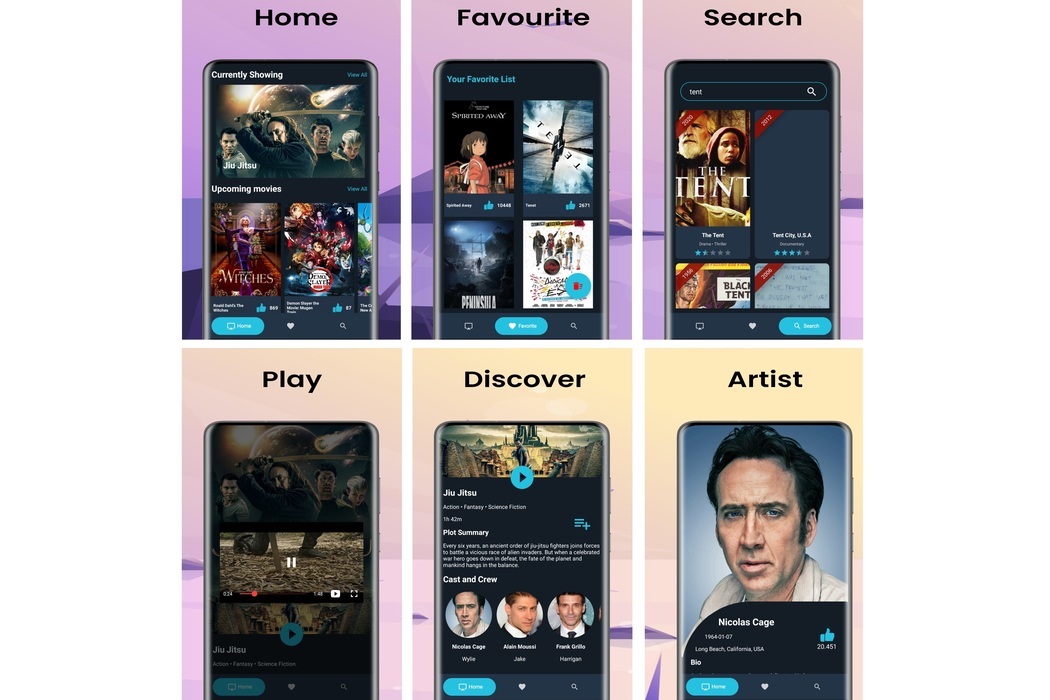 Home
Currently Showing
View All
Jiu Jitsu
Upcoming movies
View All
WITCHES
DEMON SLAYER
Roald Dahl's The Witches
869
Demon Slayer the Movie: Mugen Train
87
Home
Favourite
Your Favorite List
SPIRITED AWAY
TENET
Spirited Away
10448
Tenet
2671
PENINSULA
Favorite
Search
tent
2020
THE TENT
The Tent
Drama • Thriller
2012
Tent City, U.S.A
Documentary
1956
BLACK TENT
2006
Search
Play
0:24
1:48
Jiu Jitsu
Action • Fantasy • Science Fiction
Home
Discover
Jiu Jitsu
Action • Fantasy • Science Fiction
1h 42m
Plot Summary
Every six years, an ancient order of jiu-jitsu fighters joins forces
to battle a vicious race of alien invaders. But when a celebrated
war hero goes down in defeat, the fate of the planet and
mankind hangs in the balance.
Cast and Crew
Nicolas Cage
Alain Moussi
Frank Grillo
Wylie
Jake
Harrigan
Home
Artist
Nicolas Cage
1964-01-07
Long Beach, California, USA
20.451
Bio
Home